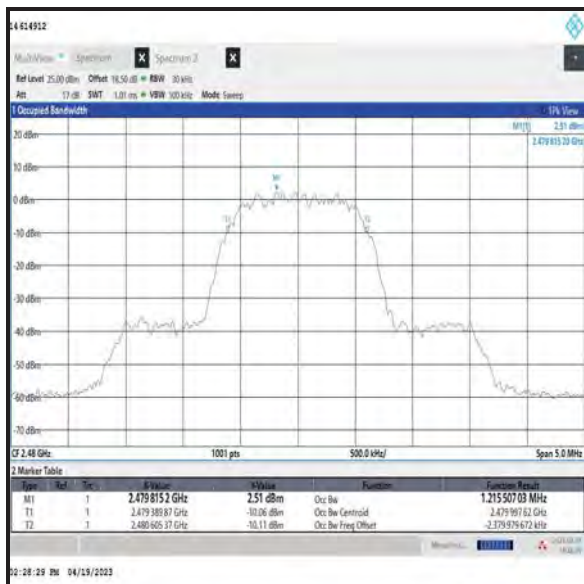 14 614912
MultiView Spectrum X Spectrum 2 X
Ref Level 25.00 dBm Offset 18.50 dB RBW 30 kHz
Att 17 dB SWT 1.01 ms VBW 100 kHz Mode Sweep
1 Occupied Bandwidth 1Pk View
M1[1] 2.51 dBm
2.479 815 20 GHz
20 dBm
10 dBm
M1
0 dBm
T1 T2
-10 dBm
-20 dBm
-30 dBm
-40 dBm
-50 dBm
-60 dBm
-70 dBm
CF 2.48 GHz 1001 pts 500.0 kHz/ Span 5.0 MHz
2 Marker Table
Type Ref Trc X-Value Y-Value Function Function Result
M1 1 2.479 815 2 GHz 2.51 dBm Occ Bw 1.215 507 03 MHz
T1 1 2.479 389 87 GHz -10.06 dBm Occ Bw Centroid 2.479 997 62 GHz
T2 1 2.480 605 37 GHz -10.11 dBm Occ Bw Freq Offset -2.379 979 672 kHz
02:28:29 PM 04/19/2023